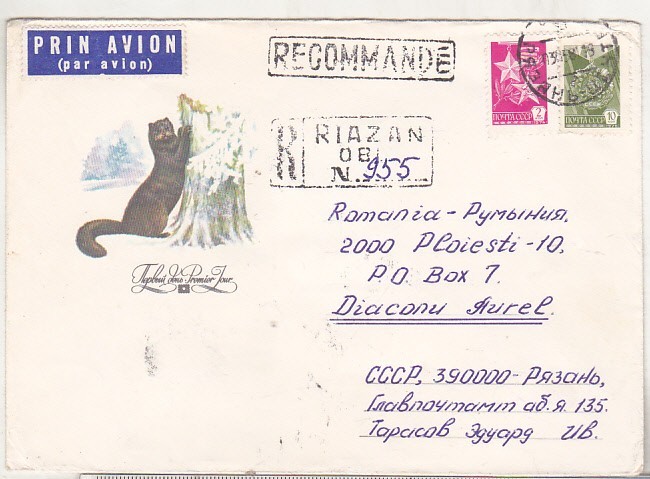 PRIN AVION
(par avion)
RECOMMANDÉE
R
RIAZAN
OB
N. 955
ПОЧТА СССР 2
ПОЧТА СССР 10
Romania - Румыния,
2000 Ploiesti-10,
P.O. Box 7.
Diaconu Aurel.
Первый день Premier Jour
СССР, 390000 - Рязань,
Главпочтамт аб.я. 135.
Тарасов Эдуард Ив.